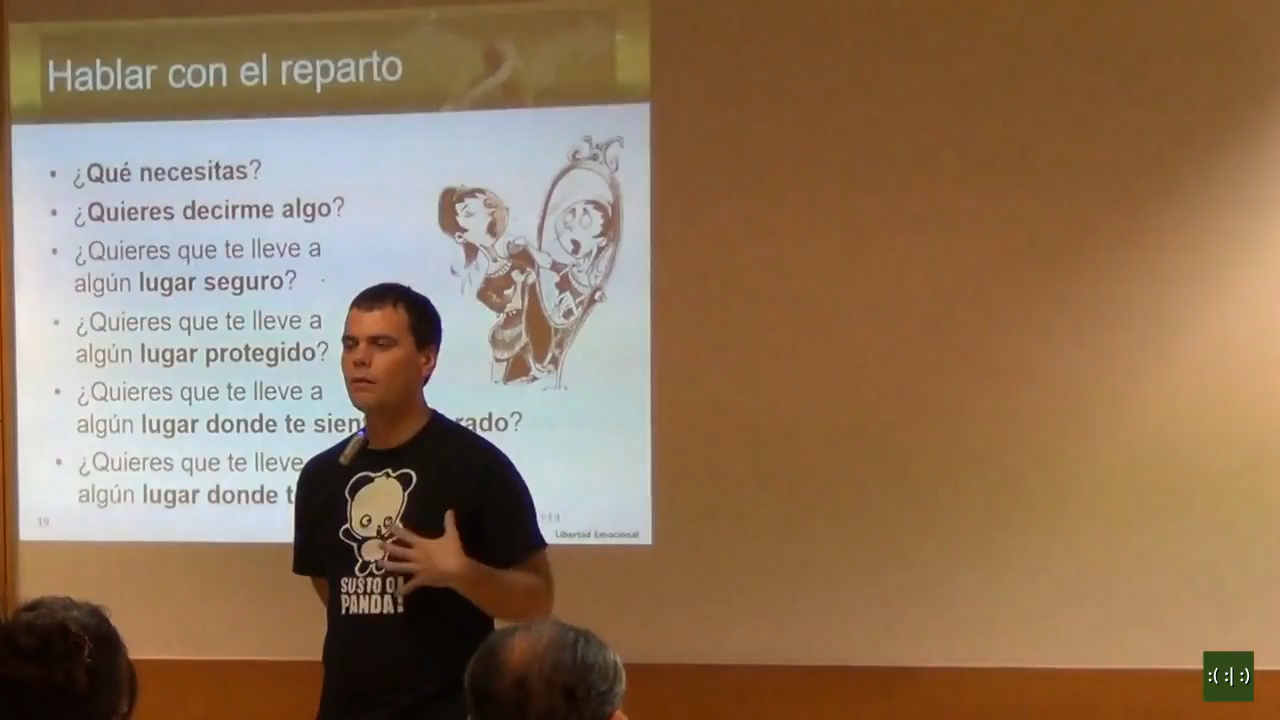 Hablar con el reparto
• ¿Qué necesitas?
• ¿Quieres decirme algo?
• ¿Quieres que te lleve a
algún lugar seguro?
• ¿Quieres que te lleve a
algún lugar protegido?
• ¿Quieres que te lleve a
algún lugar donde te sien rado?
• ¿Quieres que te lleve
algún lugar donde t
19
Libertad Emocional
SUSTO O
PANDA!
:( :| :)